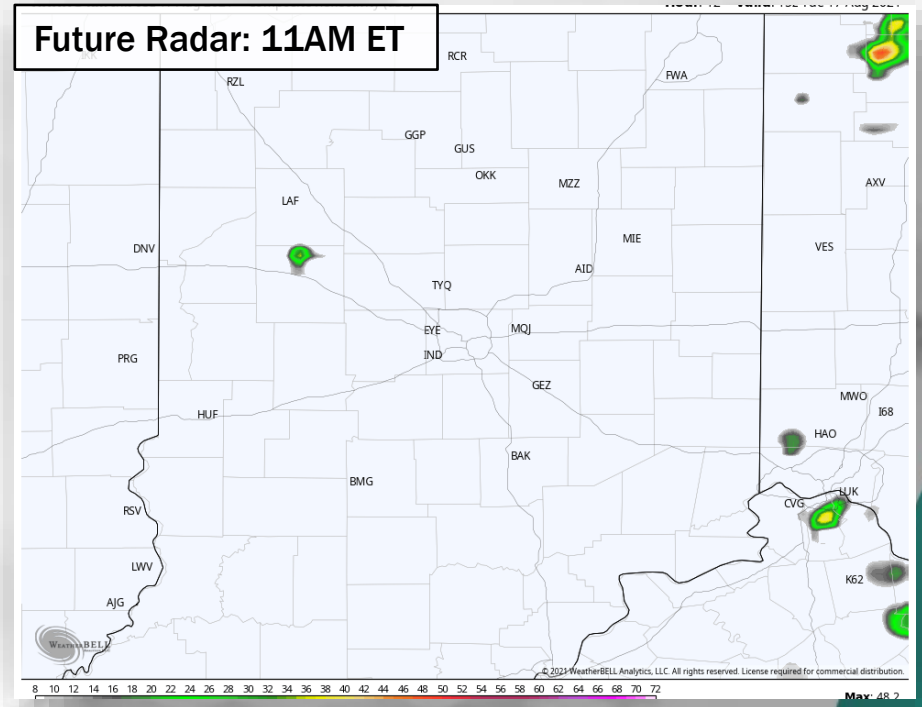 Future Radar: 11AM ET
RCR
RZL
FWA
GGP
GUS
OKK
MZZ
AXV
LAF
MIE
DNV
VES
AID
TYQ
EYE
MQJ
IND
PRG
GEZ
MWO
HUF
I68
HAO
BAK
BMG
LUK
CVG
RSV
LWV
K62
AJG
WEATHERBELL
© 2021 WeatherBELL Analytics, LLC. All rights reserved. License required for commercial distribution.
8 10 12 14 16 18 20 22 24 26 28 30 32 34 36 38 40 42 44 46 48 50 52 54 56 58 60 62 64 66 68 70 72
Max: 48.2